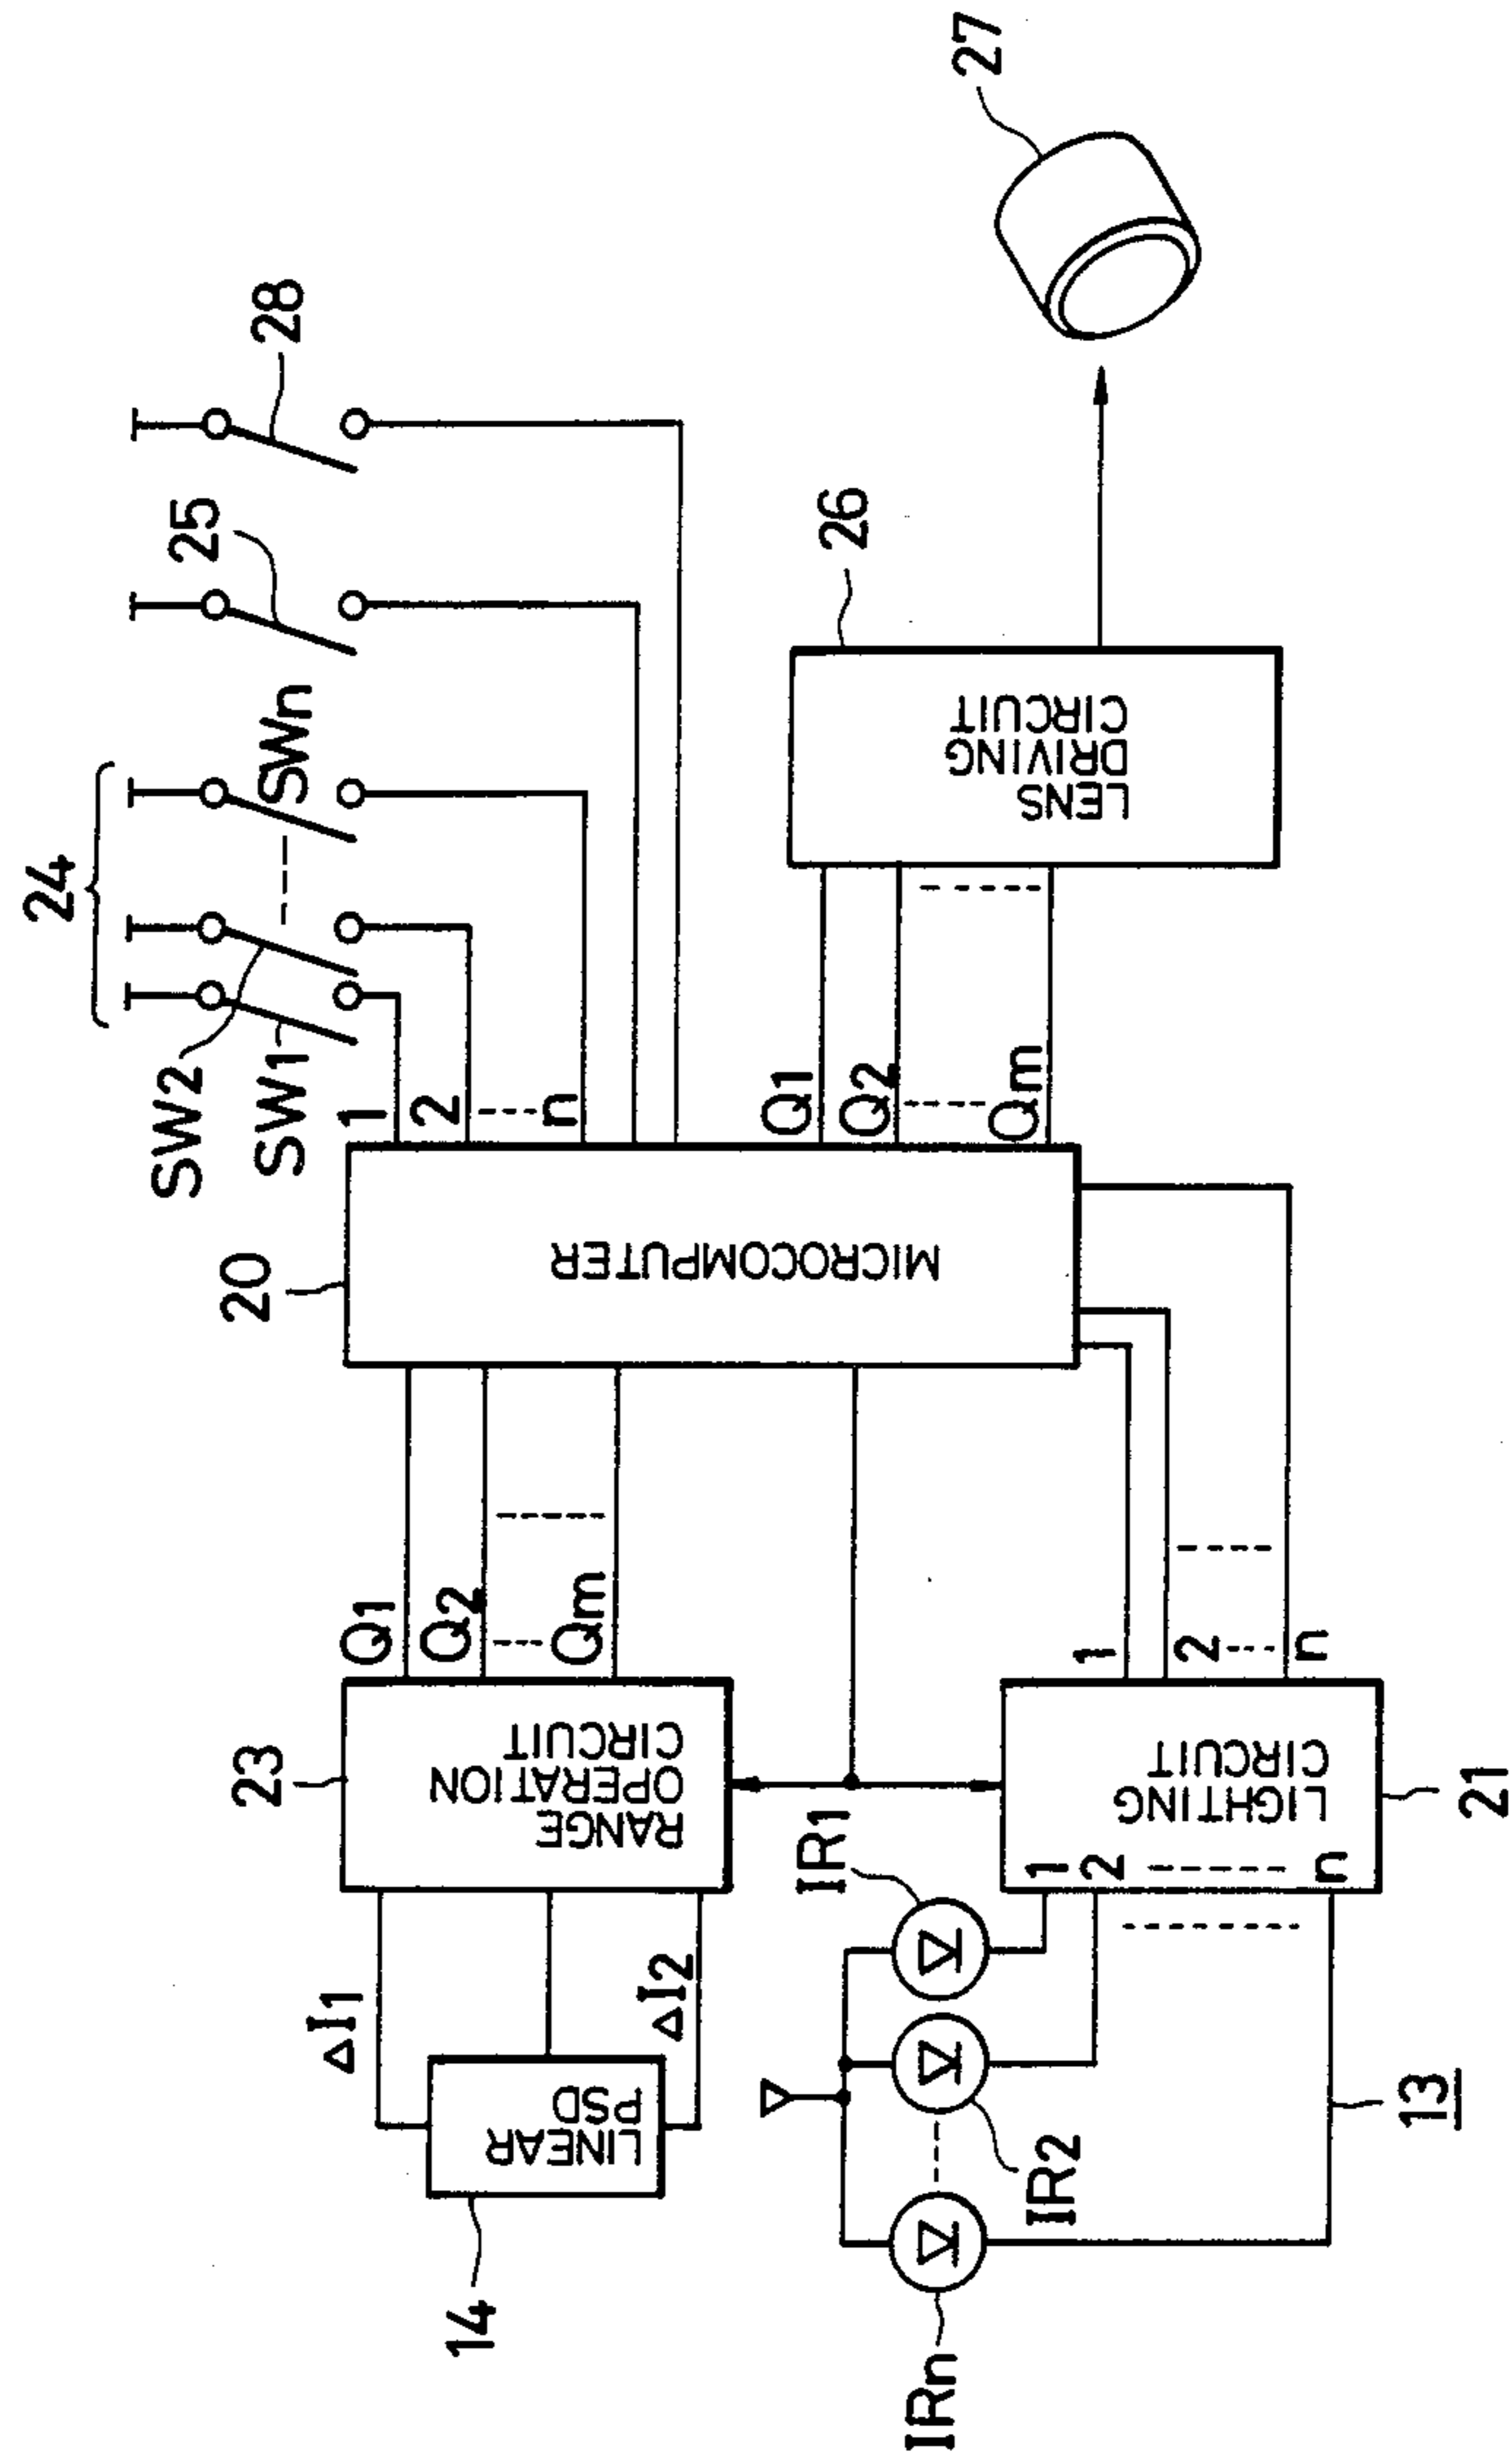 24
SW2
SW1
SWn
25
28
1
2
n
20
MICROCOMPUTER
Q1
Q2
Qm
26
LENS
DRIVING
CIRCUIT
27
23
RANGE
OPERATION
CIRCUIT
Q1
Q2
Qm
ΔI1
ΔI2
14
LINEAR
PSD
IR1
IR2
IRn
13
21
LIGHTING
CIRCUIT
1
2
n
1
2
n